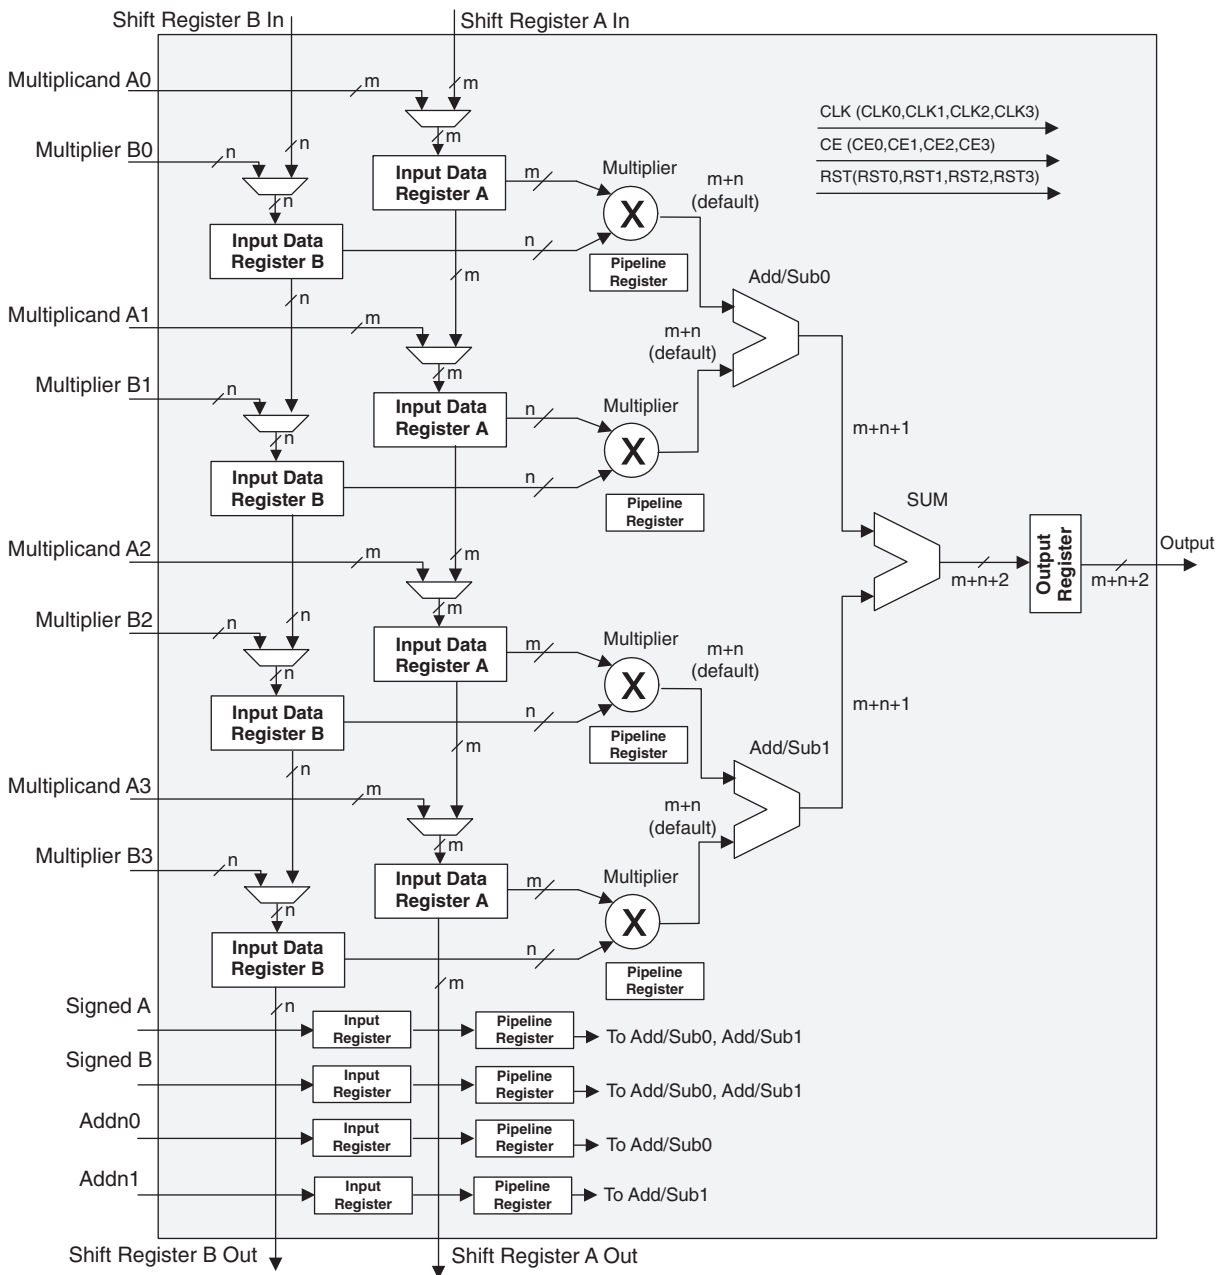 Shift Register B In
Shift Register A In
Multiplicand A0
m
m
CLK (CLK0,CLK1,CLK2,CLK3)
CE (CE0,CE1,CE2,CE3)
RST(RST0,RST1,RST2,RST3)
m
Multiplier B0
n
n
n
Input Data
Register A
m
Multiplier
X
m+n
(default)
Input Data
Register B
n
Pipeline
Register
m
n
Add/Sub0
Multiplicand A1
m
m+n
(default)
m
Multiplier B1
n
n
Input Data
Register A
n
Multiplier
X
m+n+1
Input Data
Register B
n
Pipeline
Register
SUM
m+n+2
Output
Register
m+n+2
Output
Multiplicand A2
m
m
m
Multiplier B2
n
n
n
Input Data
Register A
m
Multiplier
X
m+n
(default)
Input Data
Register B
n
Pipeline
Register
m+n+1
m
n
Add/Sub1
Multiplicand A3
m
m+n
(default)
m
Multiplier B3
n
n
Input Data
Register A
m
Multiplier
X
Input Data
Register B
n
Pipeline
Register
m
n
Signed A
Input
Register
Pipeline
Register
To Add/Sub0, Add/Sub1
Signed B
Input
Register
Pipeline
Register
To Add/Sub0, Add/Sub1
Addn0
Input
Register
Pipeline
Register
To Add/Sub0
Addn1
Input
Register
Pipeline
Register
To Add/Sub1
Shift Register B Out
Shift Register A Out